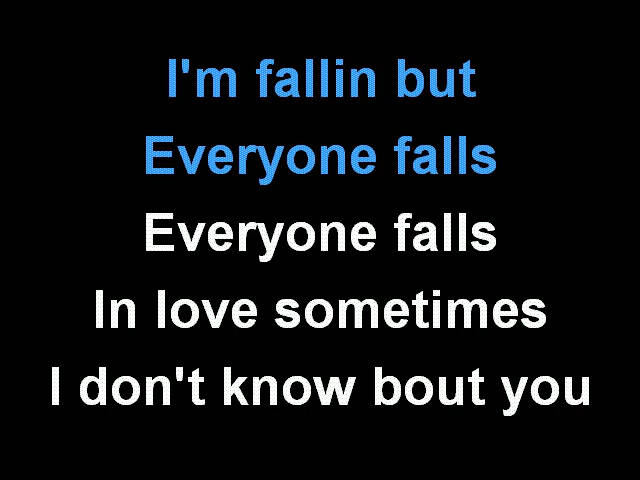 I'm fallin but
Everyone falls
Everyone falls
In love sometimes
I don't know bout you